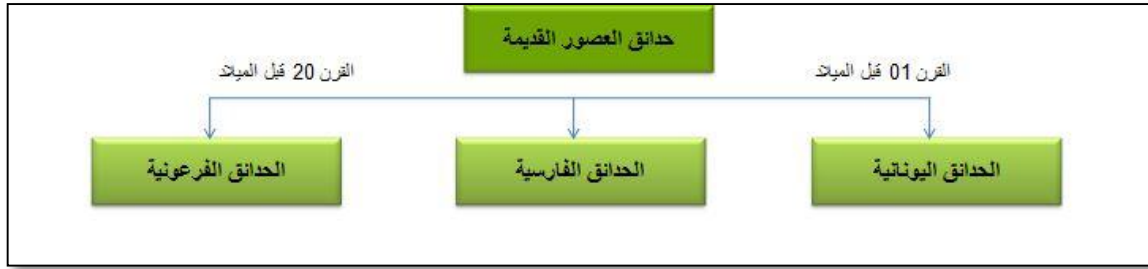 حدائق العصور القديمة
القرن 01 قبل الميلاد
القرن 20 قبل الميلاد
الحدائق اليونانية
الحدائق الفارسية
الحدائق الفرعونية